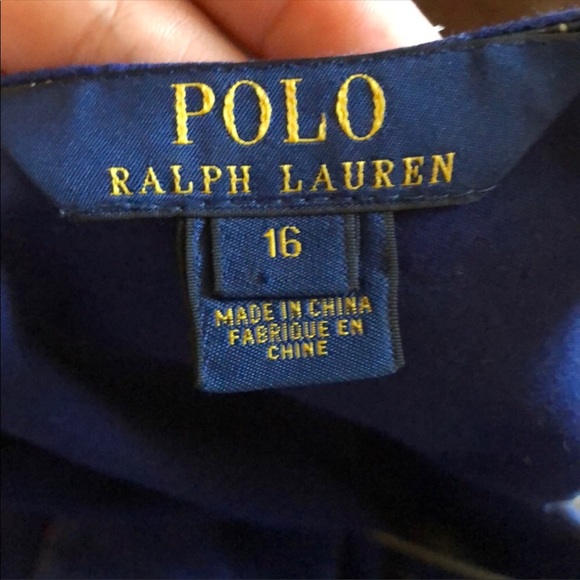 POLO
RALPH LAUREN
16
MADE IN CHINA
FABRIQUE EN
CHINE